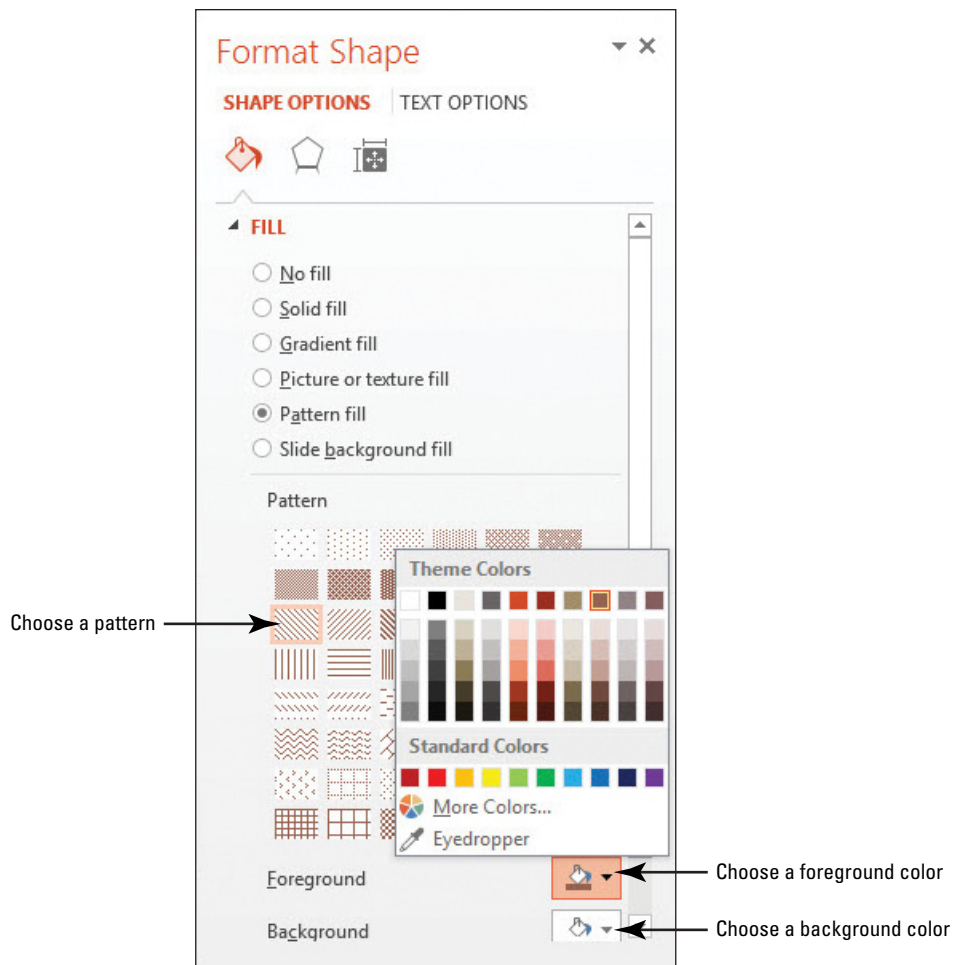 Format Shape
SHAPE OPTIONS TEXT OPTIONS
FILL
No fill
Solid fill
Gradient fill
Picture or texture fill
Pattern fill
Slide background fill
Pattern
Theme Colors
Choose a pattern
Standard Colors
More Colors...
Eyedropper
Foreground
Choose a foreground color
Background
Choose a background color